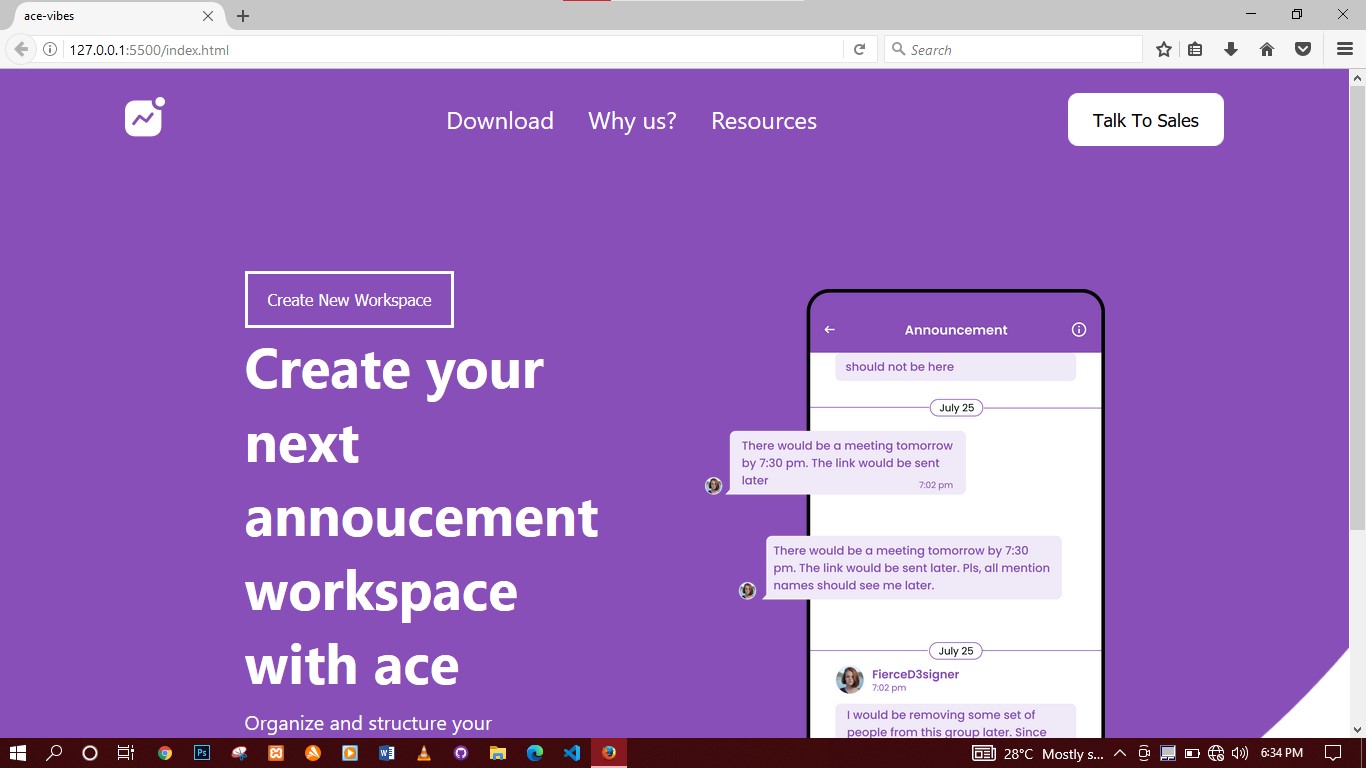 ace-vibes
127.0.0.1:5500/index.html
Search
Download Why us? Resources
Talk To Sales
Create New Workspace
Create your
next
annoucement
workspace
with ace
Organize and structure your
Announcement
should not be here
July 25
There would be a meeting tomorrow
by 7:30 pm. The link would be sent
later
7:02 pm
There would be a meeting tomorrow by 7:30
pm. The link would be sent later. Pls, all mention
names should see me later.
July 25
FierceD3signer
7:02 pm
I would be removing some set of
people from this group later. Since
28°C Mostly s...
6:34 PM